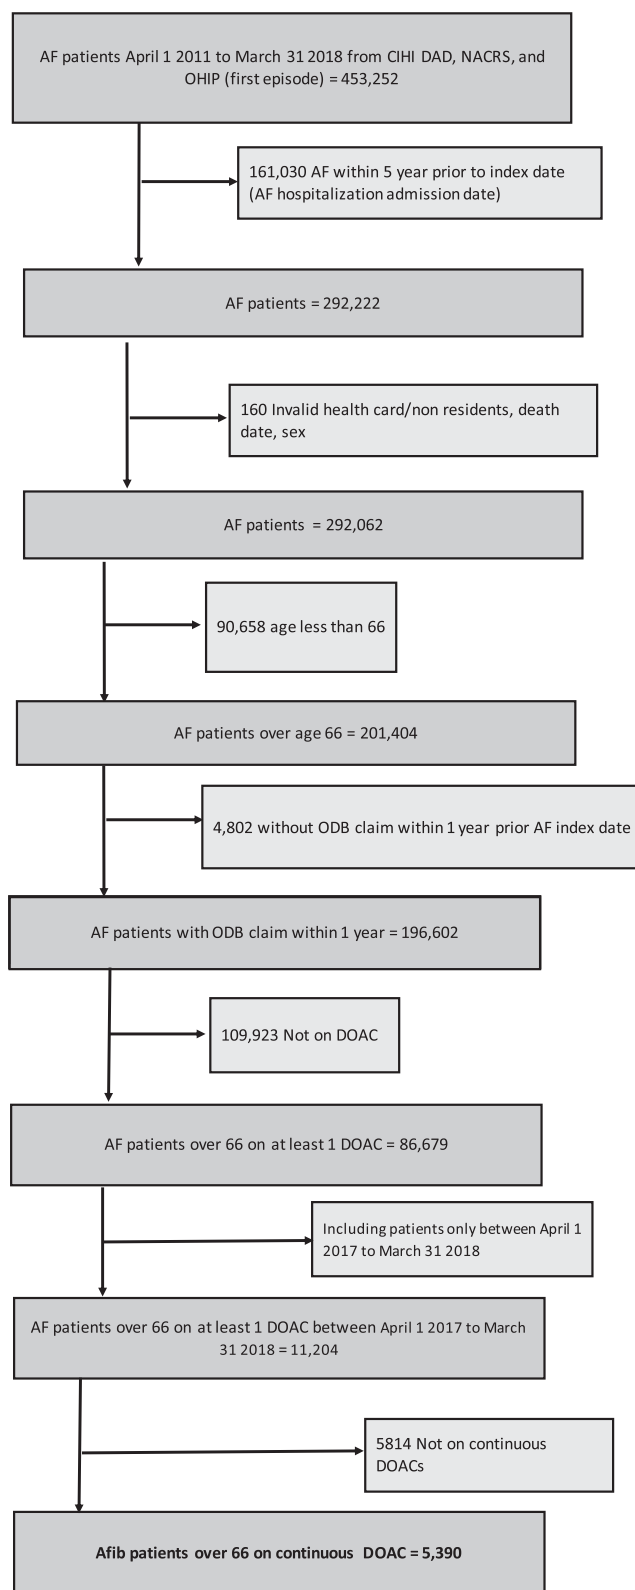 AF patients April 1 2011 to March 31 2018 from CIHI DAD, NACRS, and
OHIP (first episode) = 453,252
161,030 AF within 5 year prior to index date
(AF hospitalization admission date)
AF patients = 292,222
160 Invalid health card/non residents, death
date, sex
AF patients = 292,062
90,658 age less than 66
AF patients over age 66 = 201,404
4,802 without ODB claim within 1 year prior AF index date
AF patients with ODB claim within 1 year = 196,602
109,923 Not on DOAC
AF patients over 66 on at least 1 DOAC = 86,679
Including patients only between April 1
2017 to March 31 2018
AF patients over 66 on at least 1 DOAC between April 1 2017 to March
31 2018 = 11,204
5814 Not on continuous
DOACs
Afib patients over 66 on continuous DOAC = 5,390